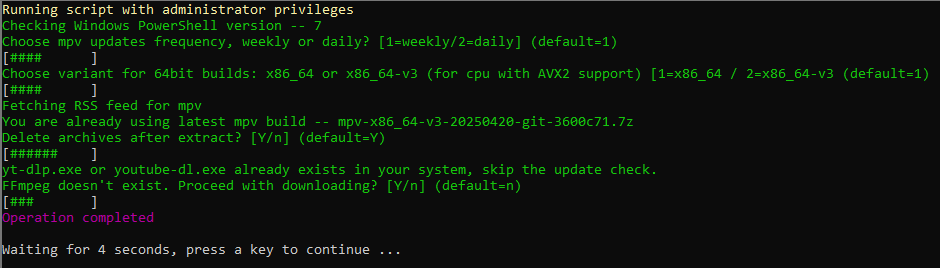 Running script with administrator privileges
Checking Windows PowerShell version -- 7
Choose mpv updates frequency, weekly or daily? [1=weekly/2=daily] (default=1)
[####      ]
Choose variant for 64bit builds: x86_64 or x86_64-v3 (for cpu with AVX2 support) [1=x86_64 / 2=x86_64-v3 (default=1)
[####      ]
Fetching RSS feed for mpv
You are already using latest mpv build -- mpv-x86_64-v3-20250420-git-3600c71.7z
Delete archives after extract? [Y/n] (default=Y)
[######    ]
yt-dlp.exe or youtube-dl.exe already exists in your system, skip the update check.
FFmpeg doesn't exist. Proceed with downloading? [Y/n] (default=n)
[###       ]
Operation completed
Waiting for 4 seconds, press a key to continue ...